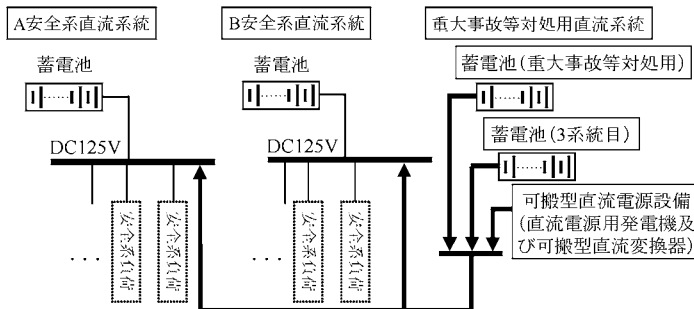 A安全系直流系統
B安全系直流系統
重大事故等対処用直流系統
蓄電池
蓄電池
蓄電池(重大事故等対処用)
蓄電池(3系統目)
DC125V
DC125V
可搬型直流電源設備
(直流電源用発電機及
び可搬型直流変換器)
安全系負荷
安全系負荷
安全系負荷
安全系負荷
...
...